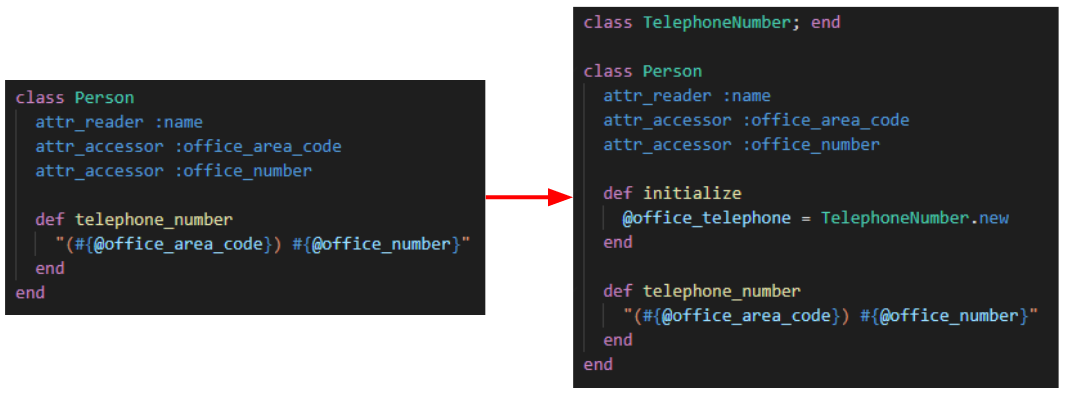 class Person
attr_reader :name
attr_accessor :office_area_code
attr_accessor :office_number
def telephone_number
"(#{@office_area_code}) #{@office_number}"
end
end
class TelephoneNumber; end
class Person
attr_reader :name
attr_accessor :office_area_code
attr_accessor :office_number
def initialize
@office_telephone = TelephoneNumber.new
end
def telephone_number
"(#{@office_area_code}) #{@office_number}"
end
end